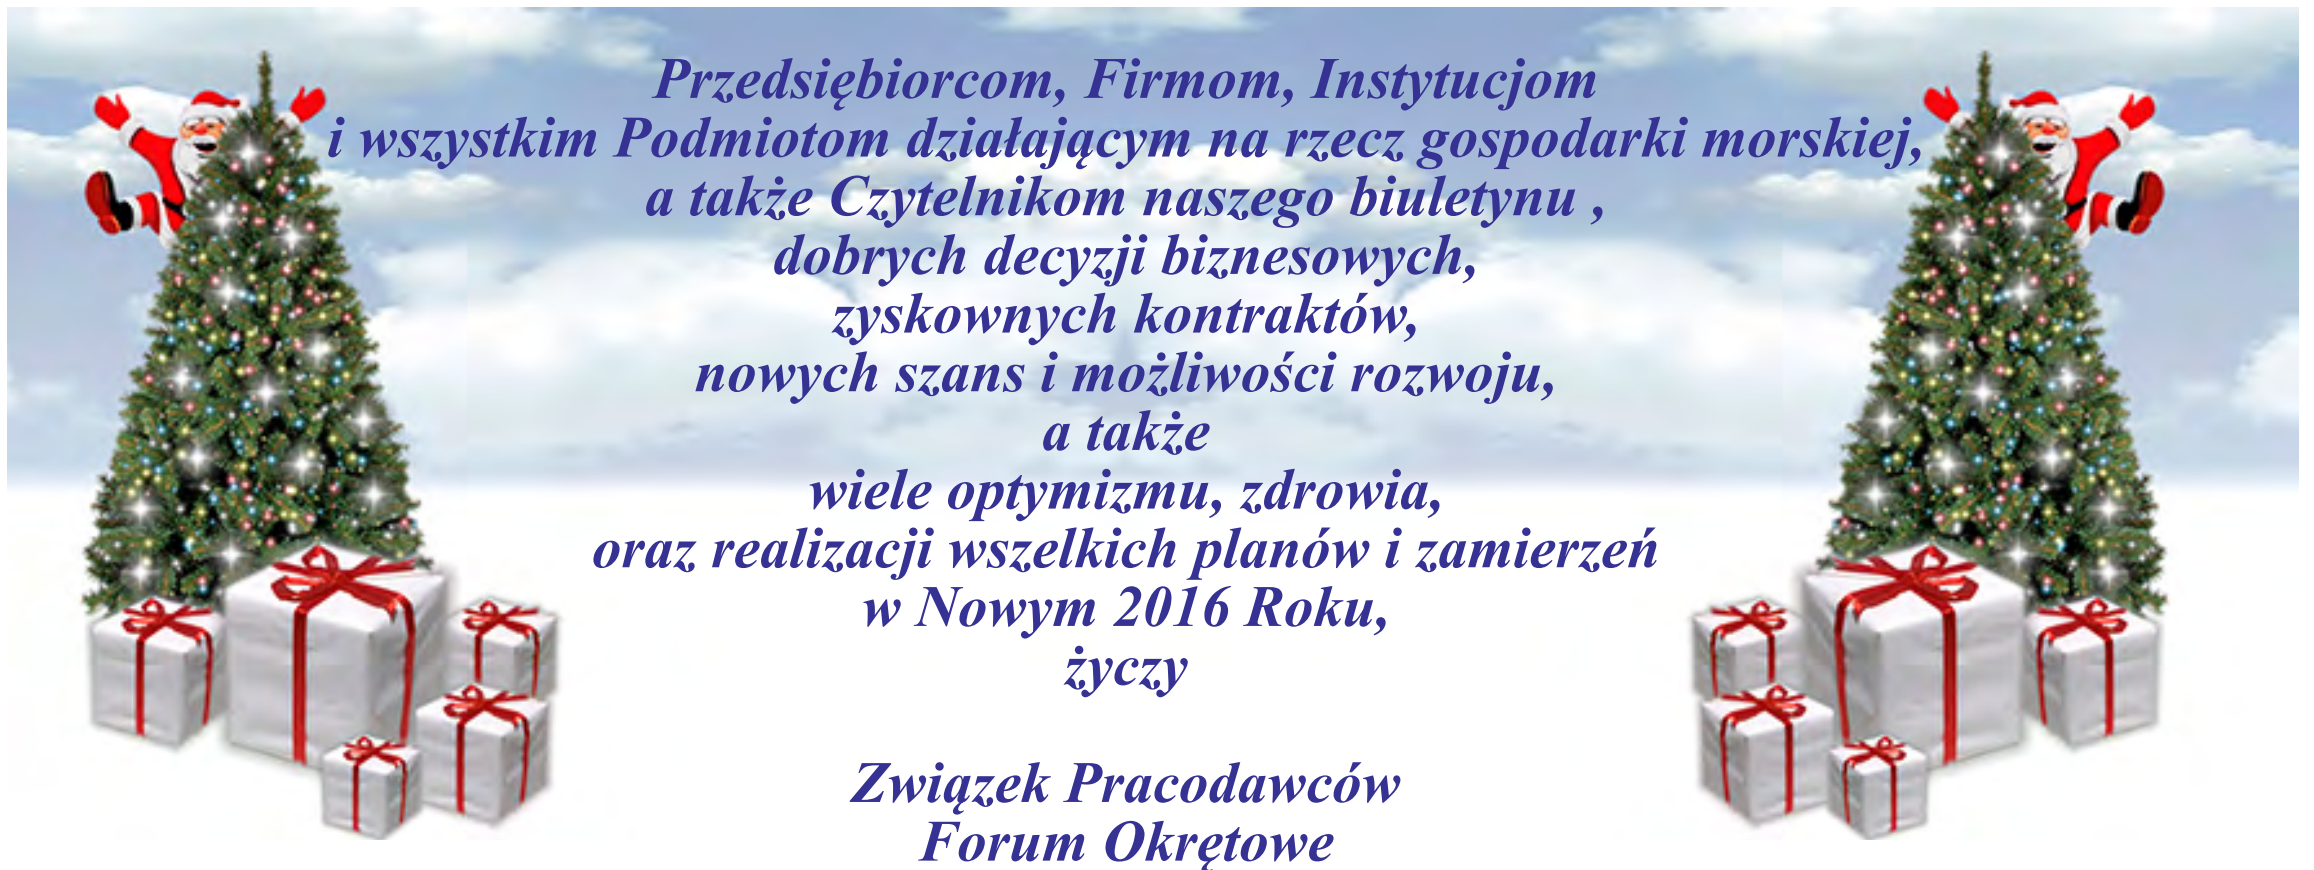 Przedsiębiorcom, Firmom, Instytucjom
i wszystkim Podmiotom działającym na rzecz gospodarki morskiej,
a także Czytelnikom naszego biuletynu ,
dobrych decyzji biznesowych,
zyskownych kontraktów,
nowych szans i możliwości rozwoju,
a także
wiele optymizmu, zdrowia,
oraz realizacji wszelkich planów i zamierzeń
w Nowym 2016 Roku,
życzy
Związek Pracodawców
Forum Okrętowe